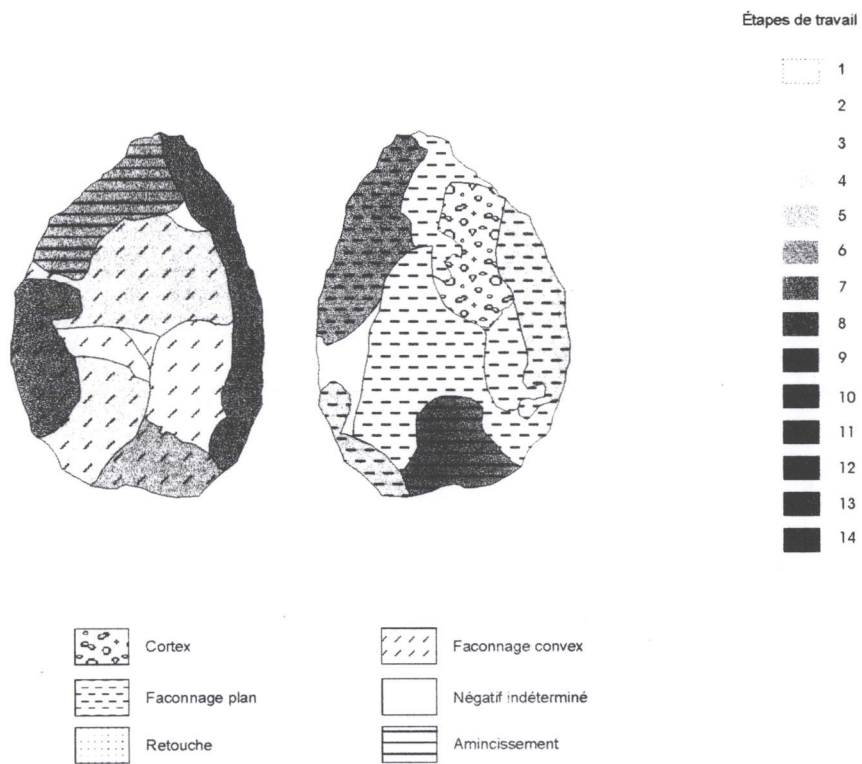 Étapes de travail
1
2
3
4
5
6
7
8
9
10
11
12
13
14
Cortex
Faconnage convex
Faconnage plan
Négatif indéterminé
Retouche
Amincissement